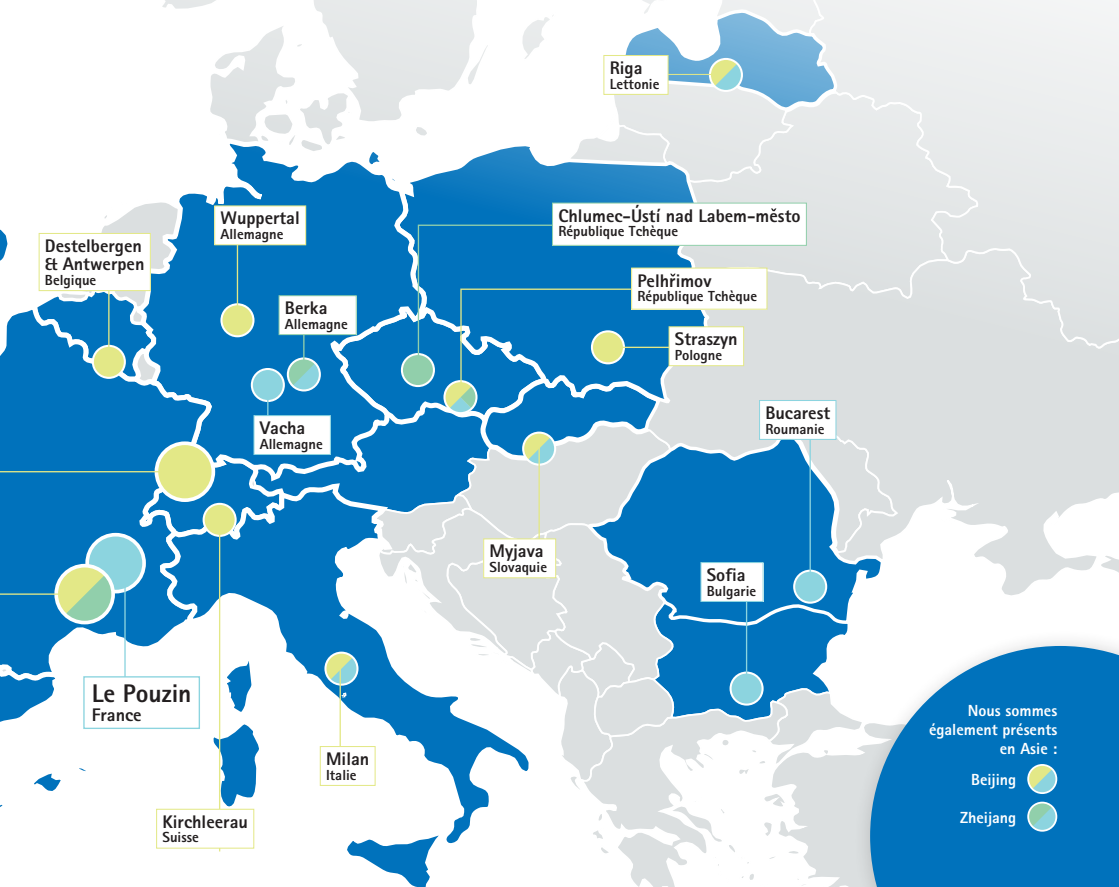 Riga
Lettonie
Wuppertal
Allemagne
Chlumec-Ústí nad Labem-město
République Tchèque
Destelbergen
& Antwerpen
Belgique
Pelhřimov
République Tchèque
Berka
Allemagne
Straszyn
Pologne
Vacha
Allemagne
Bucarest
Roumanie
Myjava
Slovaquie
Sofia
Bulgarie
Le Pouzin
France
Milan
Italie
Kirchleerau
Suisse
Nous sommes
également présents
en Asie :
Beijing
Zheijang